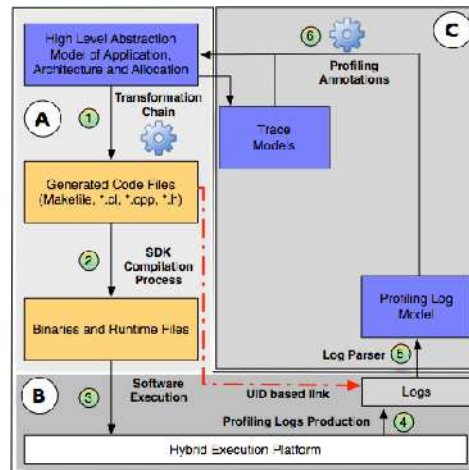 High Level Abstraction
Model of Application,
Architecture and Allocation
6
C
Profiling
Annotations
A
1
Transformation
Chain
Trace
Models
Generated Code Files
(Makefile, *.cl, *.cpp, *.h)
2
SDK
Compilation
Process
Profiling Log
Model
Binaries and Runtime Files
Log Parser
5
B
3
Software
Execution
UID based link
Logs
Profiling Logs Production
4
Hybrid Execution Platform